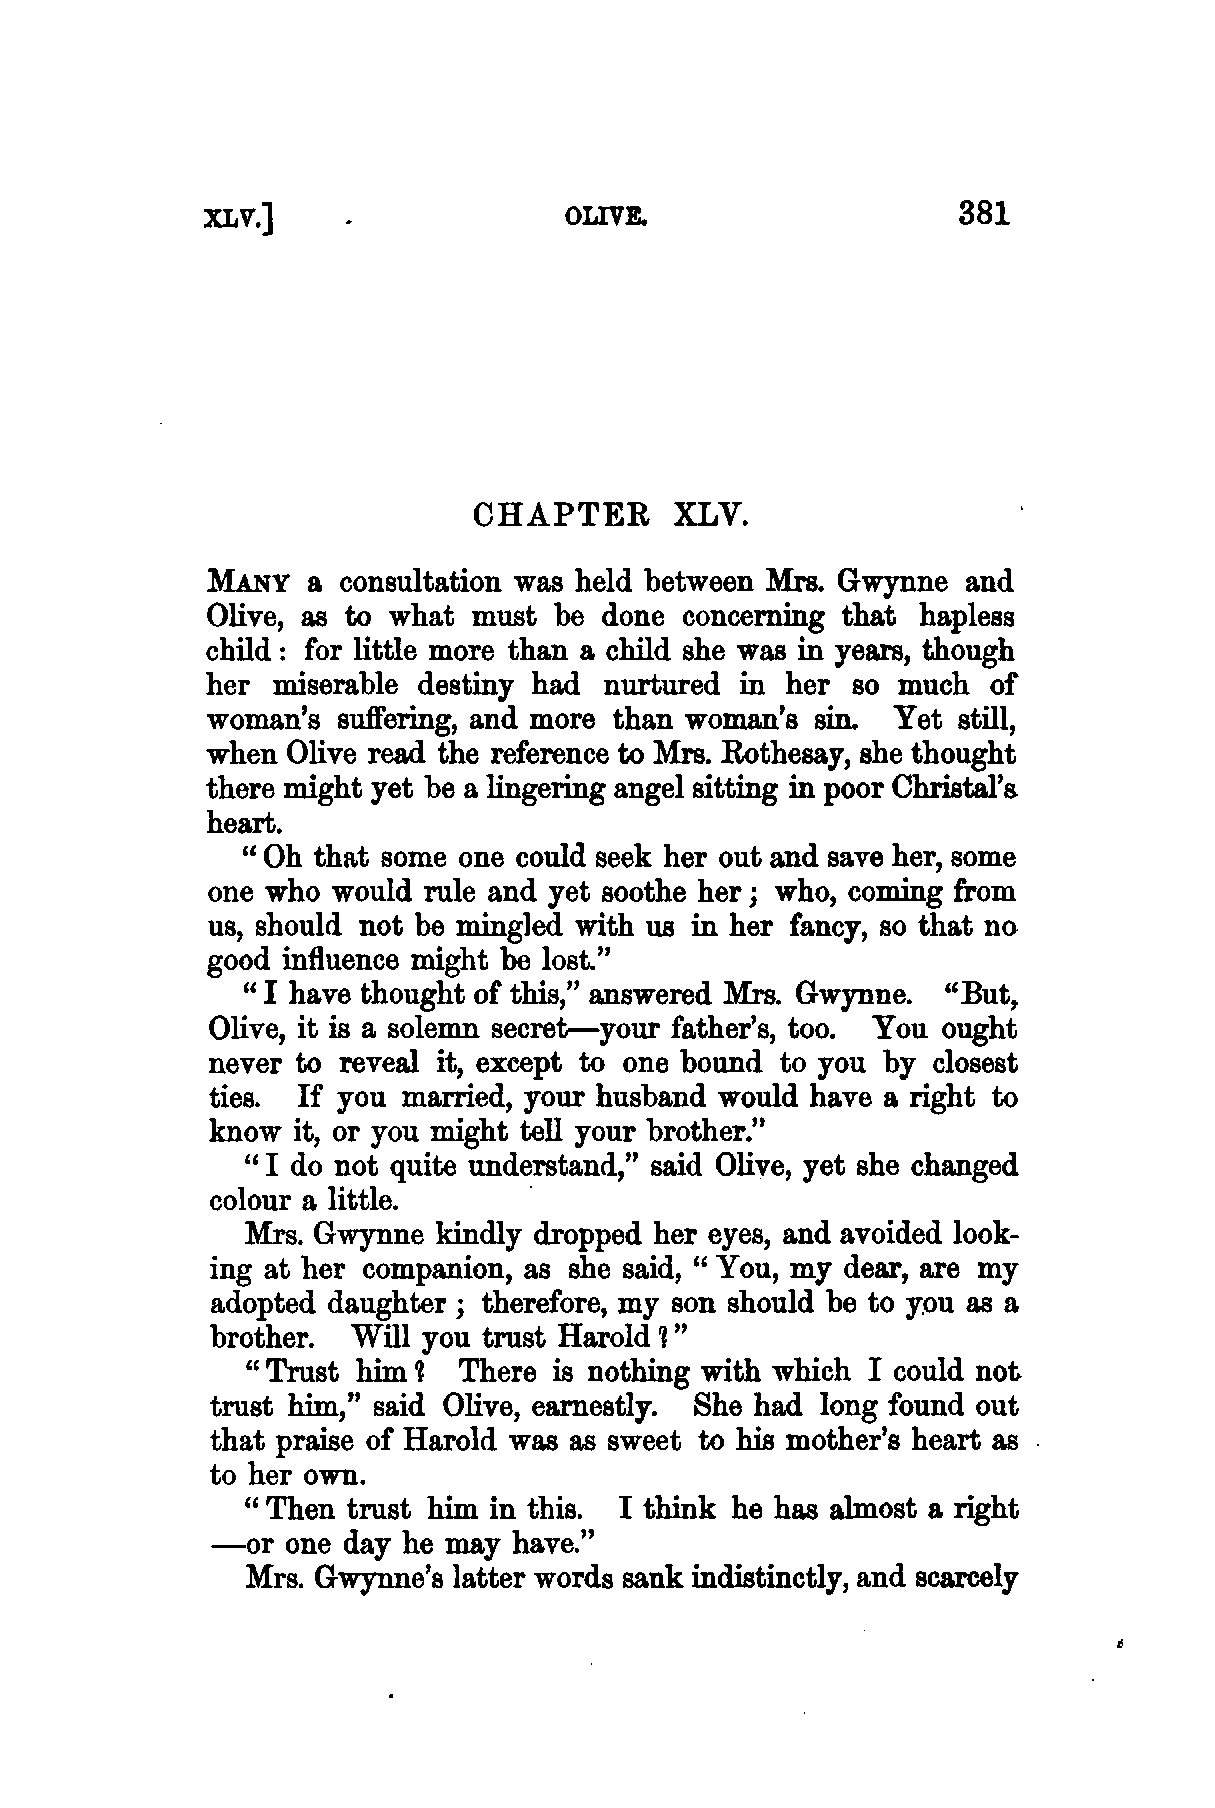 XLV.] OLIVE. 381
CHAPTER XLV.
MANY a consultation was held between Mrs. Gwynne and
Olive, as to what must be done concerning that hapless
child : for little more than a child she was in years, though
her miserable destiny had nurtured in her so much of
woman's suffering, and more than woman's sin. Yet still,
when Olive read the reference to Mrs. Rothesay, she thought
there might yet be a lingering angel sitting in poor Christal's
heart.
" Oh that some one could seek her out and save her, some
one who would rule and yet soothe her ; who, coming from
us, should not be mingled with us in her fancy, so that no
good influence might be lost."
" I have thought of this," answered Mrs. Gwynne. "But,
Olive, it is a solemn secret—your father's, too. You ought
never to reveal it, except to one bound to you by closest
ties. If you married, your husband would have a right to
know it, or you might tell your brother."
" I do not quite understand," said Olive, yet she changed
colour a little.
Mrs. Gwynne kindly dropped her eyes, and avoided look-
ing at her companion, as she said, " You, my dear, are my
adopted daughter ; therefore, my son should be to you as a
brother. Will you trust Harold ?"
" Trust him ? There is nothing with which I could not
trust him," said Olive, earnestly. She had long found out
that praise of Harold was as sweet to his mother's heart as
to her own.
" Then trust him in this. I think he has almost a right
—or one day he may have."
Mrs. Gwynne's latter words sank indistinctly, and scarcely